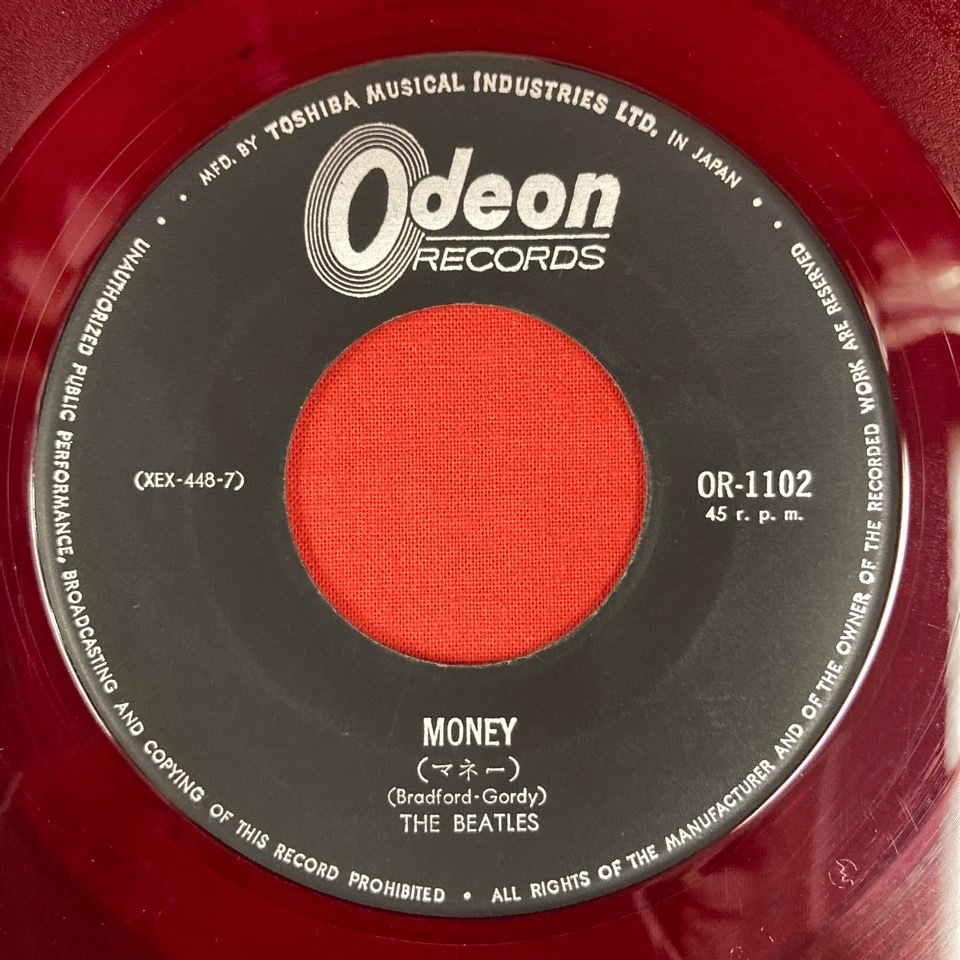 MFD. BY TOSHIBA MUSICAL INDUSTRIES LTD. IN JAPAN
Odeon
RECORDS
(XEX-448-7)
OR-1102
45 r. p. m.
MONEY
(マネー)
(Bradford-Gordy)
THE BEATLES
UNAUTHORIZED PUBLIC PERFORMANCE, BROADCASTING AND COPYING OF THIS RECORD PROHIBITED • ALL RIGHTS OF THE MANUFACTURER AND OF THE OWNER OF THE RECORDED WORK ARE RESERVED